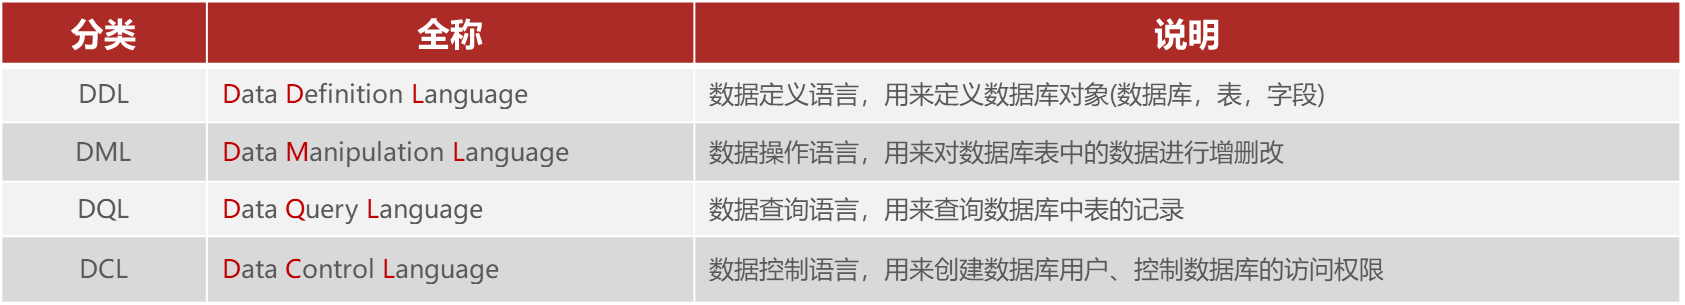 分类 全称 说明
DDL Data Definition Language 数据定义语言，用来定义数据库对象(数据库，表，字段)
DML Data Manipulation Language 数据操作语言，用来对数据库表中的数据进行增删改
DQL Data Query Language 数据查询语言，用来查询数据库中表的记录
DCL Data Control Language 数据控制语言，用来创建数据库用户、控制数据库的访问权限